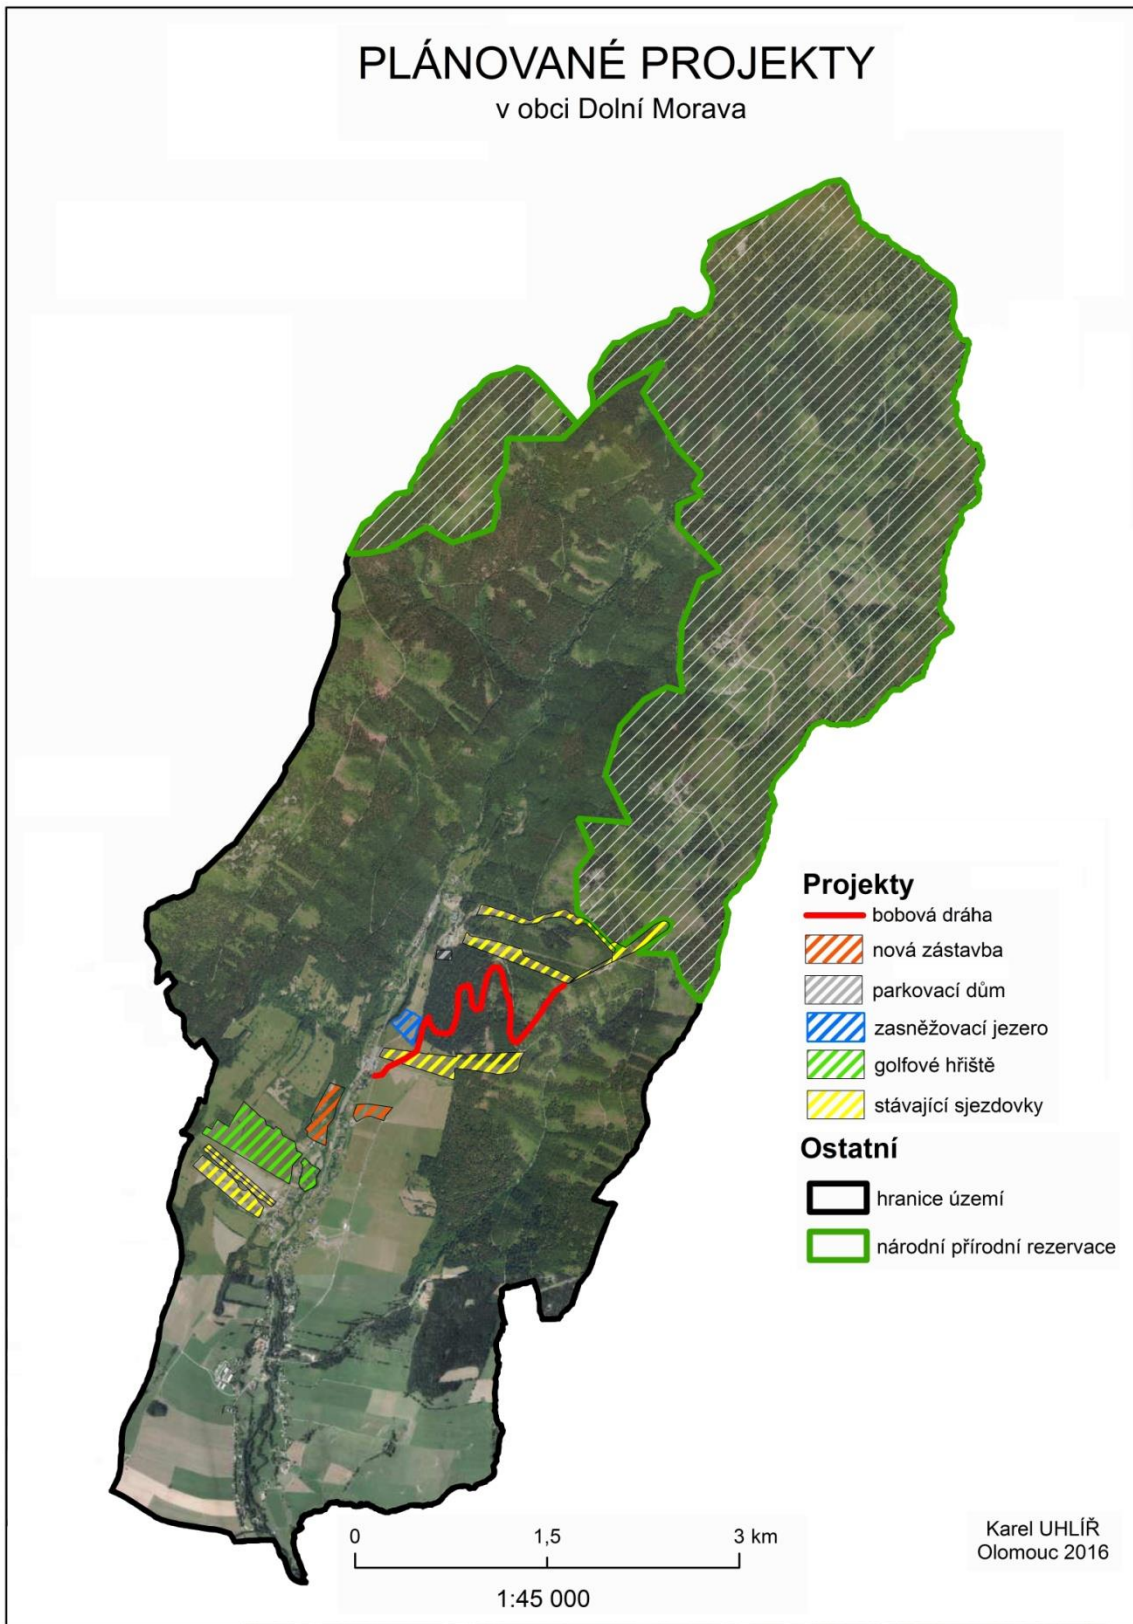 PLÁNOVANÉ PROJEKTY
v obci Dolní Morava
Projekty
bobová dráha
nová zástavba
parkovací dům
zasněžovací jezero
golfové hřiště
stávající sjezdovky
Ostatní
hranice území
národní přírodní rezervace
0 1,5 3 km
1:45 000
Karel UHLÍŘ
Olomouc 2016